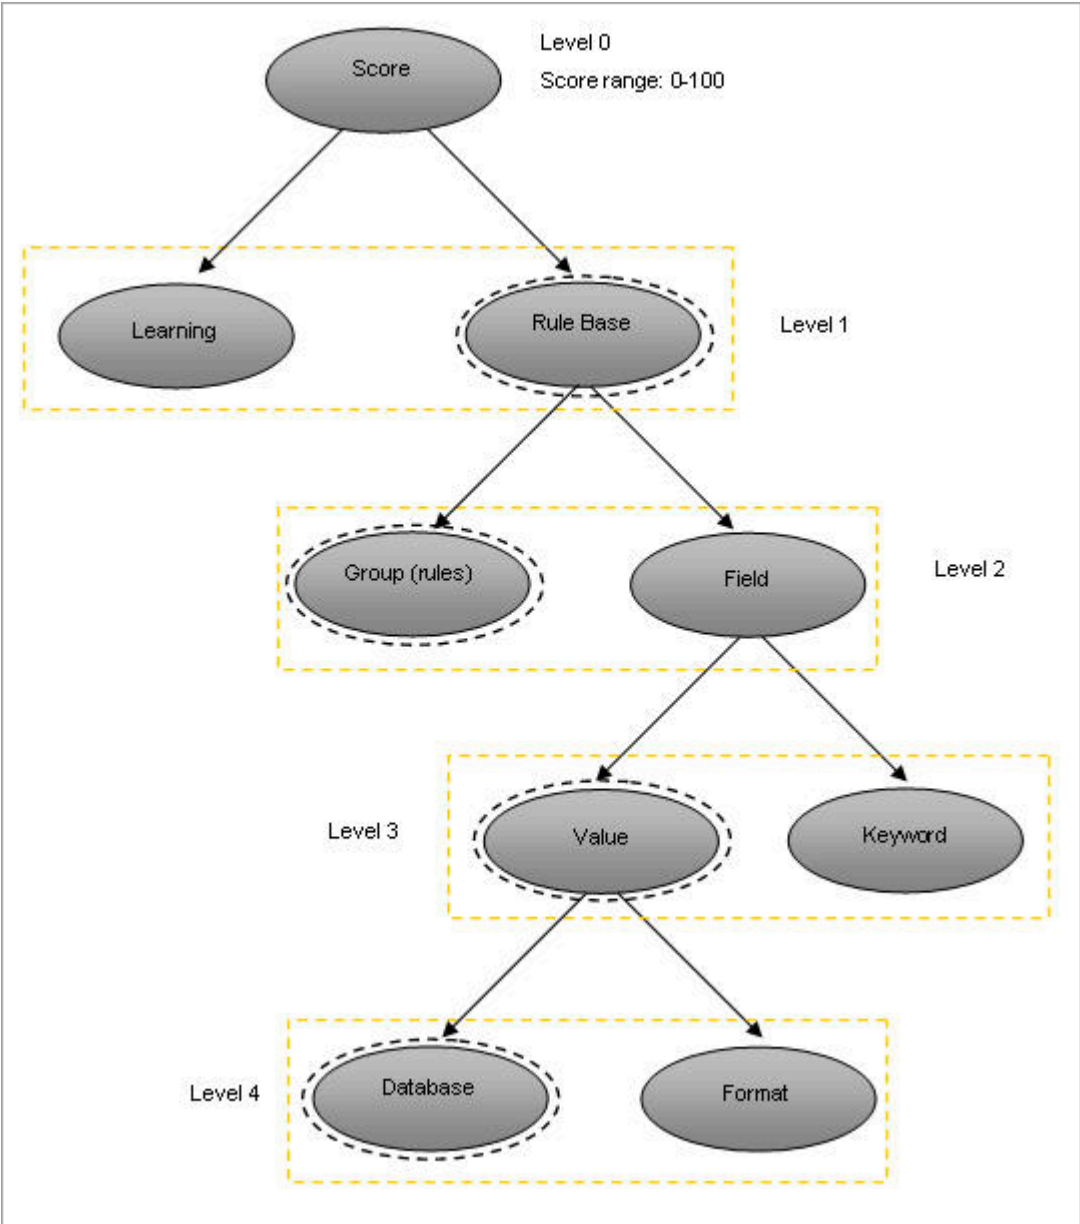 Level 0
Score
Score range: 0-100
Learning
Rule Base
Level 1
Group (rules)
Field
Level 2
Level 3
Value
Keyword
Level 4
Database
Format